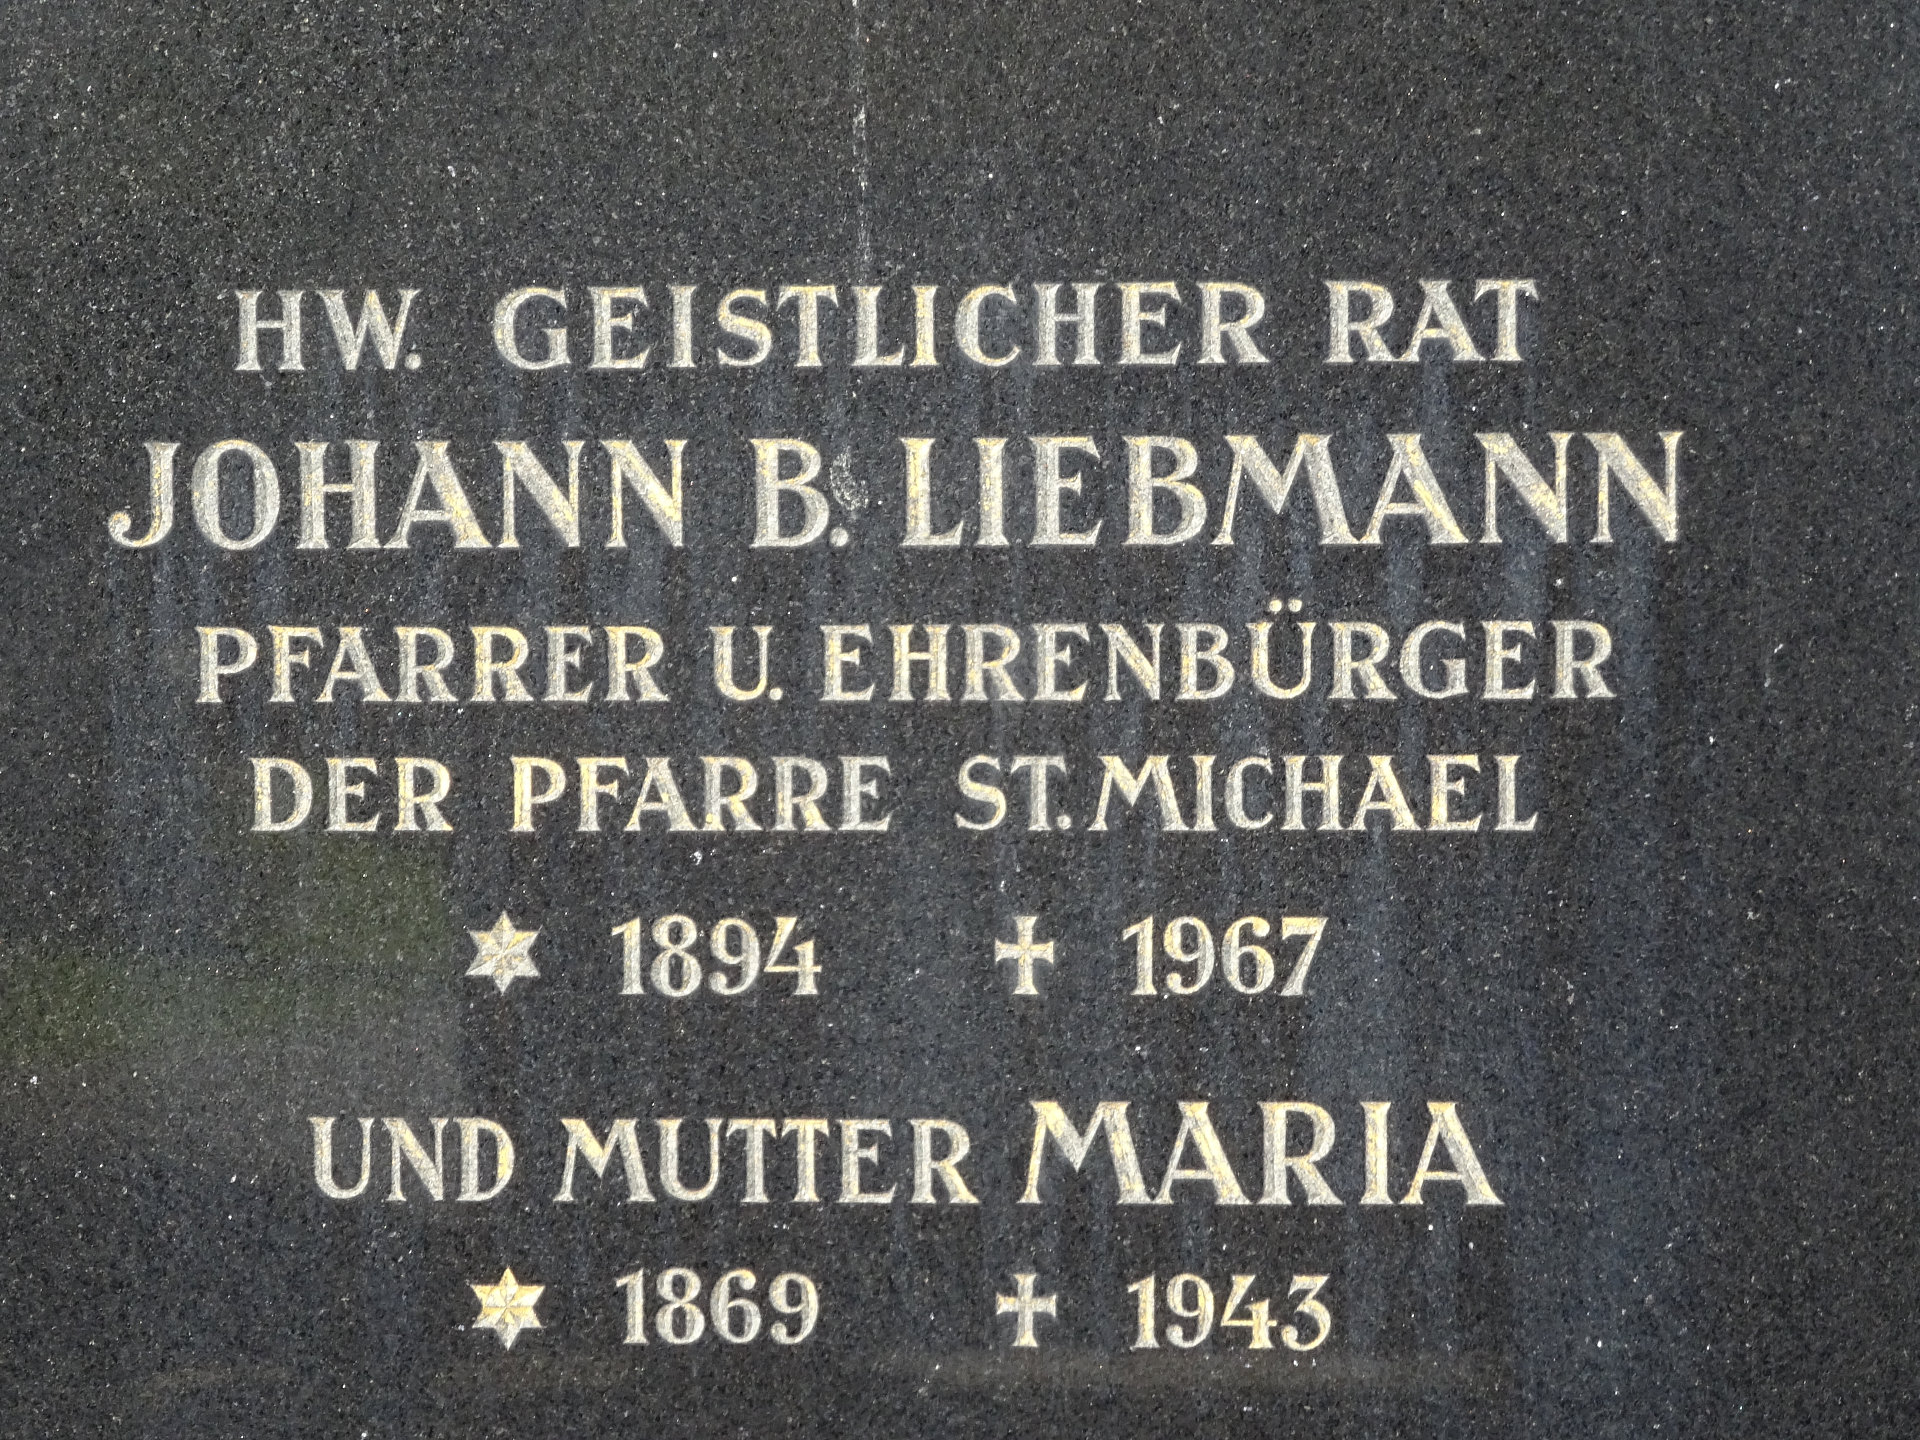 HW. GEISTLICHER RAT
JOHANN B. LIEBMANN
PFARRER U. EHRENBÜRGER
DER PFARRE ST. MICHAEL
✶ 1894 ✝ 1967
UND MUTTER MARIA
✶ 1869 ✝ 1943